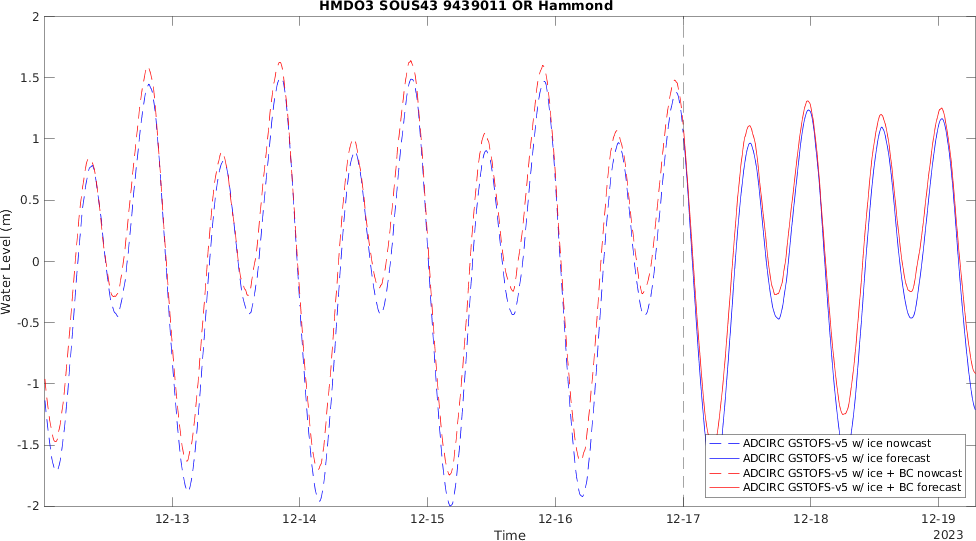 HMDO3 SOUS43 9439011 OR Hammond
2
1.5
1
0.5
0
-0.5
-1
-1.5
-2
Water Level (m)
ADCIRC GSTOFS-v5 w/ ice nowcast
ADCIRC GSTOFS-v5 w/ ice forecast
ADCIRC GSTOFS-v5 w/ ice + BC nowcast
ADCIRC GSTOFS-v5 w/ ice + BC forecast
12-13 12-14 12-15 12-16 12-17 12-18 12-19
Time
2023